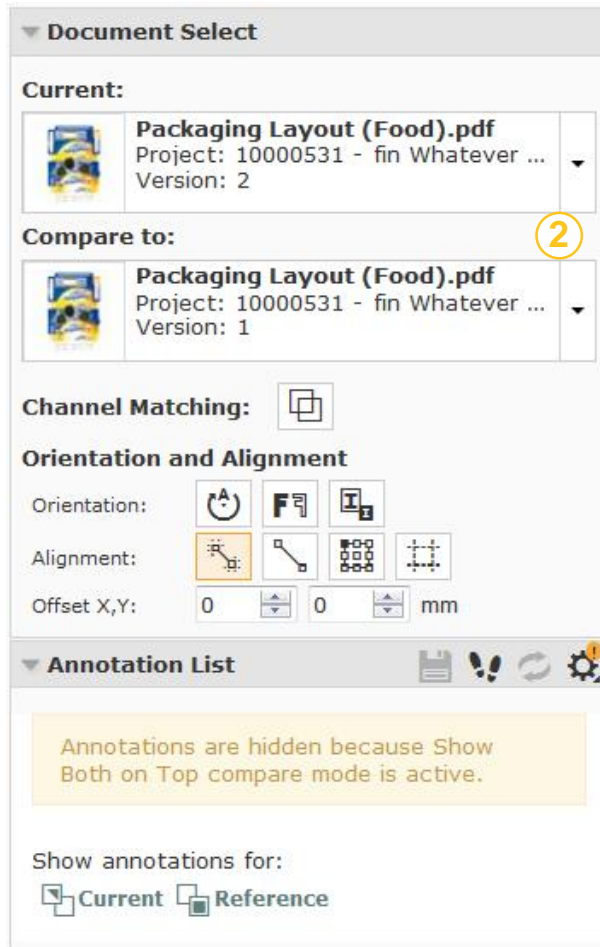 Document Select
Current:
Packaging Layout (Food).pdf
Project: 10000531 - fin Whatever ...
Version: 2
Compare to:
2
Packaging Layout (Food).pdf
Project: 10000531 - fin Whatever ...
Version: 1
Channel Matching:
Orientation and Alignment
Orientation:
Alignment:
Offset X,Y: 0 0 mm
Annotation List
Annotations are hidden because Show
Both on Top compare mode is active.
Show annotations for:
Current Reference